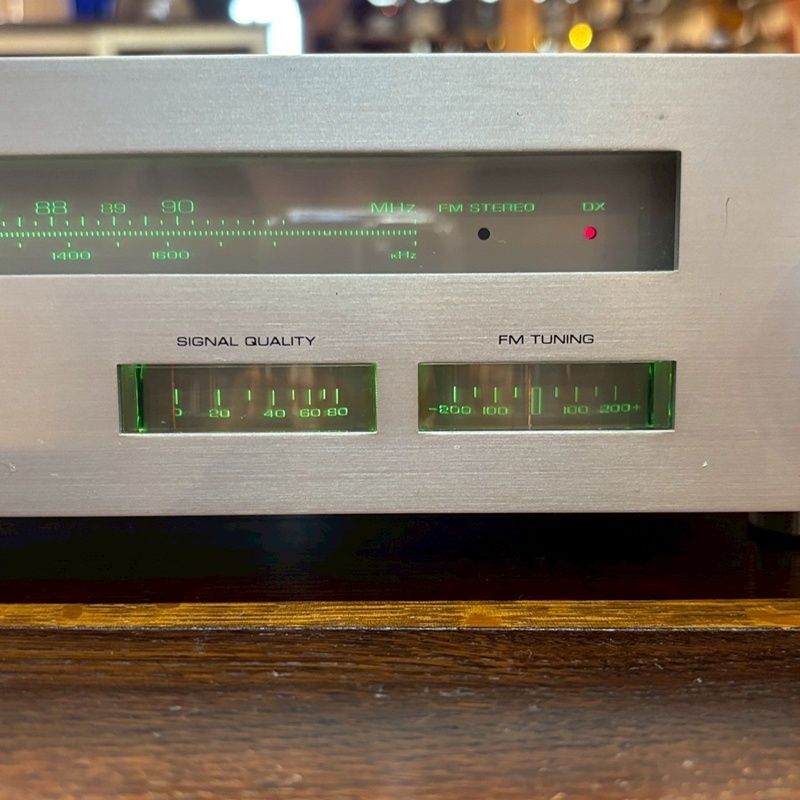 88 89 90 MHz FM STEREO DX
1400 1600 kHz
SIGNAL QUALITY FM TUNING
0 20 40 60 80 -200 100 100 200+